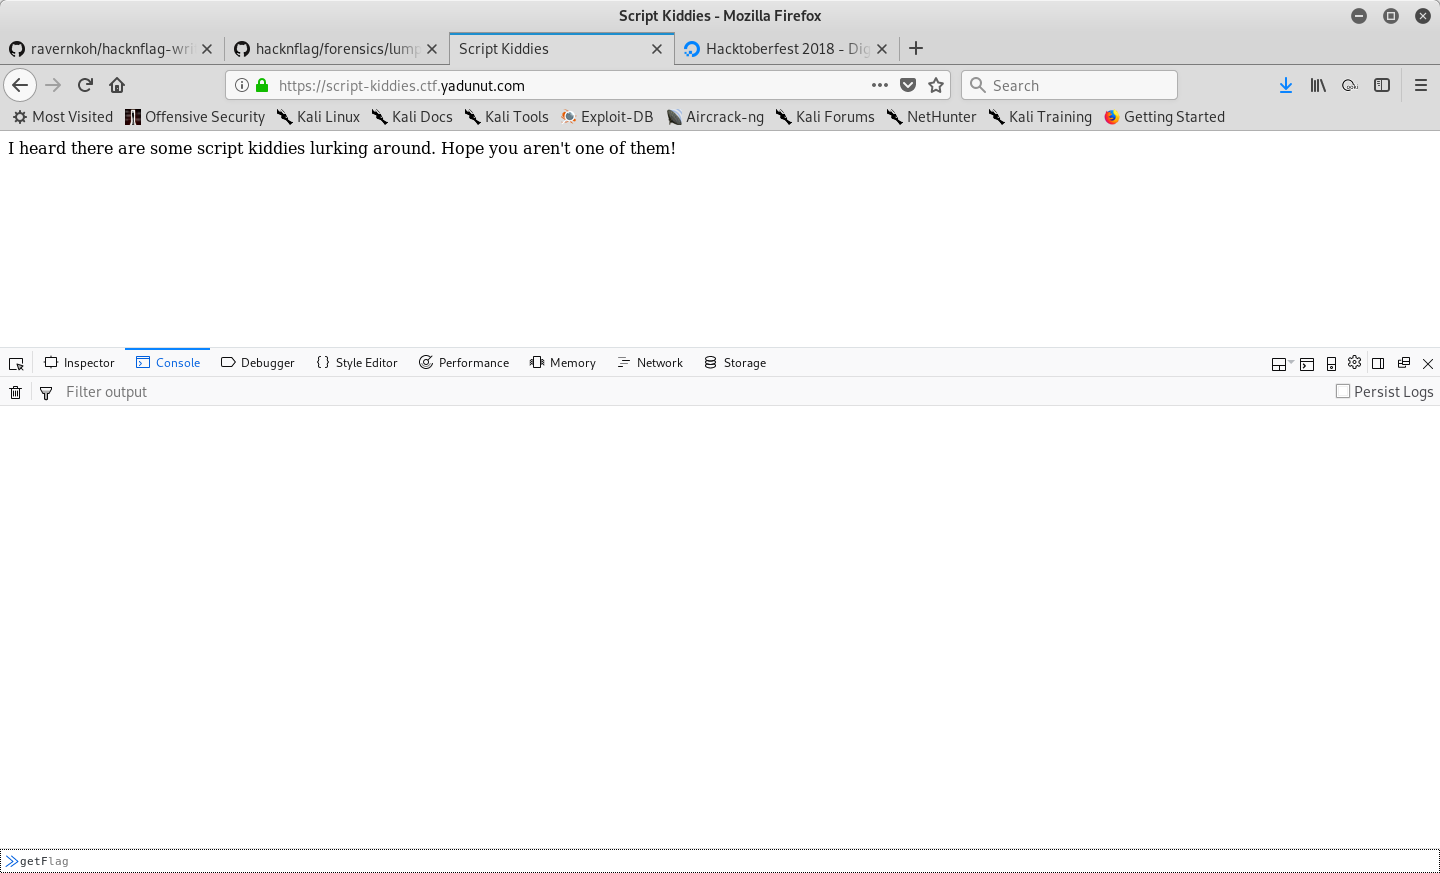 Script Kiddies - Mozilla Firefox
ravernkoh/hacknflag-wri hacknflag/forensics/lump Script Kiddies Hacktoberfest 2018 - Dig
https://script-kiddies.ctf.yadunut.com Search
Most Visited Offensive Security Kali Linux Kali Docs Kali Tools Exploit-DB Aircrack-ng Kali Forums NetHunter Kali Training Getting Started
I heard there are some script kiddies lurking around. Hope you aren't one of them!
Inspector Console Debugger Style Editor Performance Memory Network Storage
Filter output Persist Logs
getFlag